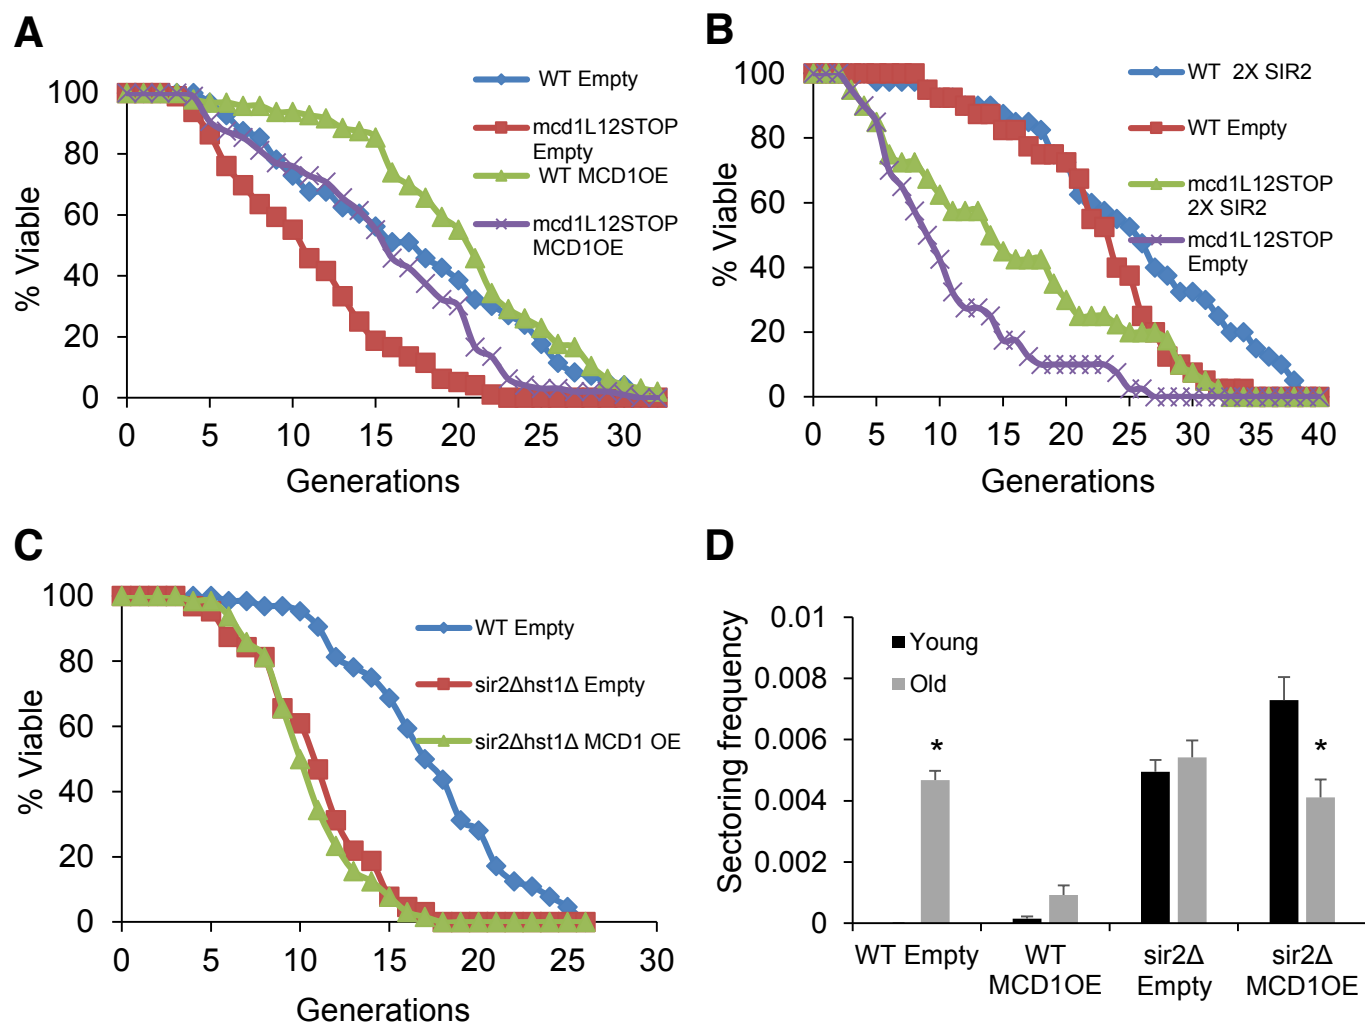 A
100
80
60
40
20
0
% Viable
0 5 10 15 20 25 30
Generations
WT Empty
mcd1L12STOP
Empty
WT MCD1OE
mcd1L12STOP
MCD1OE
B
100
80
60
40
20
0
% Viable
0 5 10 15 20 25 30 35 40
Generations
WT 2X SIR2
WT Empty
mcd1L12STOP
2X SIR2
mcd1L12STOP
Empty
C
100
80
60
40
20
0
% Viable
0 5 10 15 20 25 30
Generations
WT Empty
sir2Δhst1Δ Empty
sir2Δhst1Δ MCD1 OE
D
0.01
0.008
0.006
0.004
0.002
0
Sectoring frequency
Young
Old
*
*
WT Empty
WT
MCD1OE
sir2Δ
Empty
sir2Δ
MCD1OE